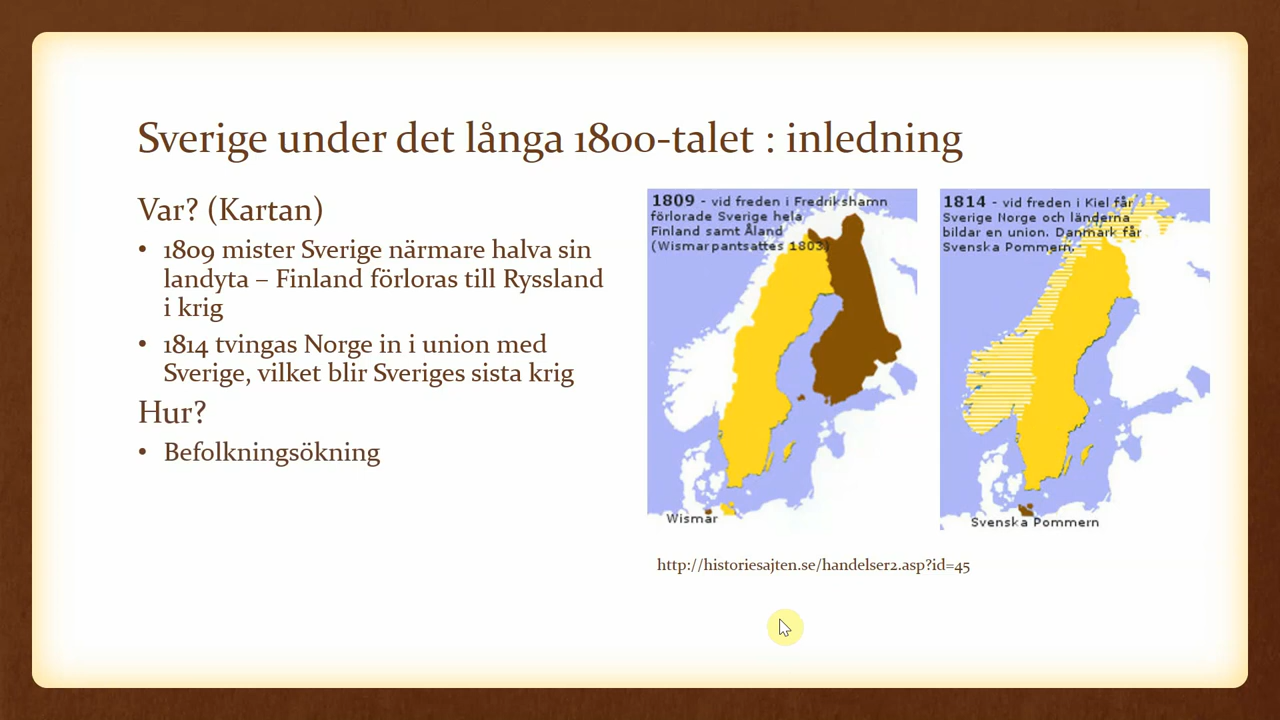 Sverige under det långa 1800-talet : inledning
Var? (Kartan)
• 1809 mister Sverige närmare halva sin
landyta – Finland förloras till Ryssland
i krig
• 1814 tvingas Norge in i union med
Sverige, vilket blir Sveriges sista krig
Hur?
• Befolkningsökning
1809 - vid freden i Fredrikshamn
förlorade Sverige hela
Finland samt Åland
(Wismar pantsattes 1803)
Wismar
1814 - vid freden i Kiel får
Sverige Norge och länderna
bildar en union. Danmark får
Svenska Pommern.
Svenska Pommern
http://historiesajten.se/handelser2.asp?id=45